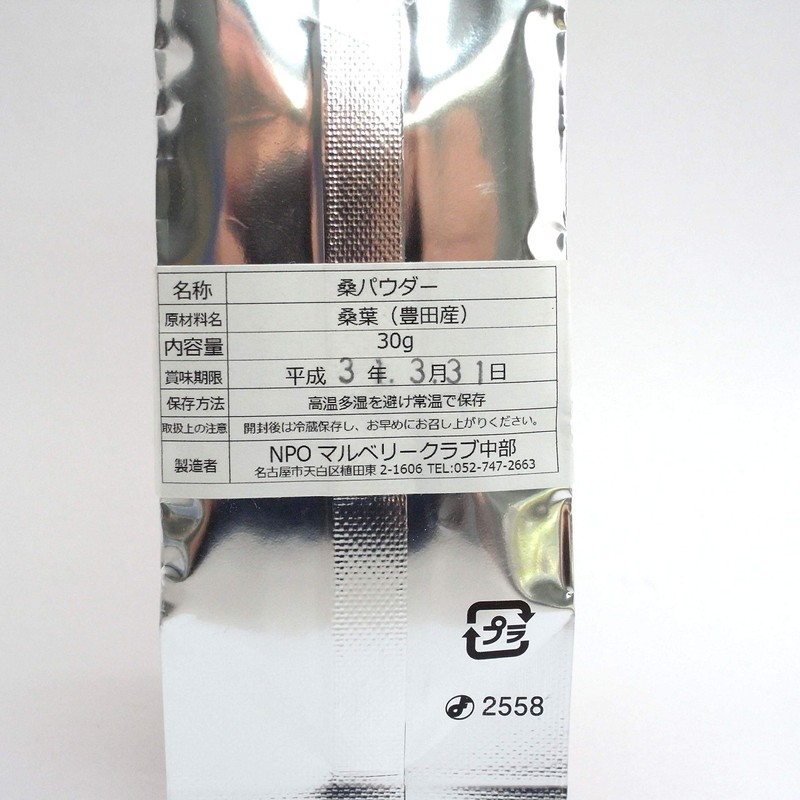 名称 桑パウダー
原材料名 桑葉（豊田産）
内容量 30g
賞味期限 平成 31年. 3月.31日
保存方法 高温多湿を避け常温で保存
取扱上の注意 開封後は冷蔵保存し、お早めにお召し上がりください。
製造者 NPO マルベリークラブ中部
名古屋市天白区植田東 2-1606 TEL:052-747-2663
プラ
2558